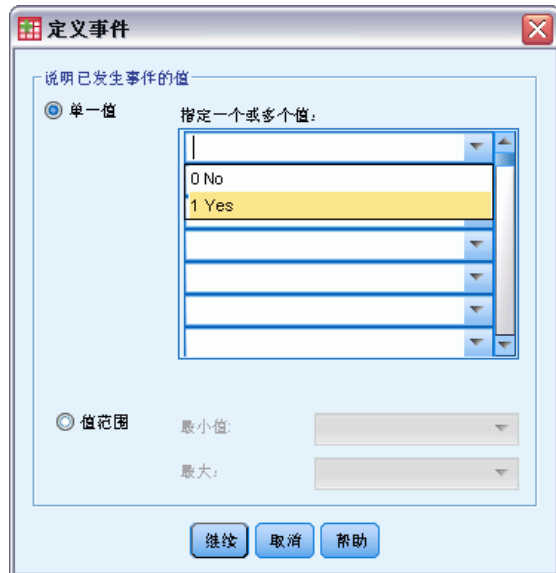 定义事件
说明已发生事件的值
单一值
指定一个或多个值:
0 No
1 Yes
值范围
最小值:
最大:
继续
取消
帮助